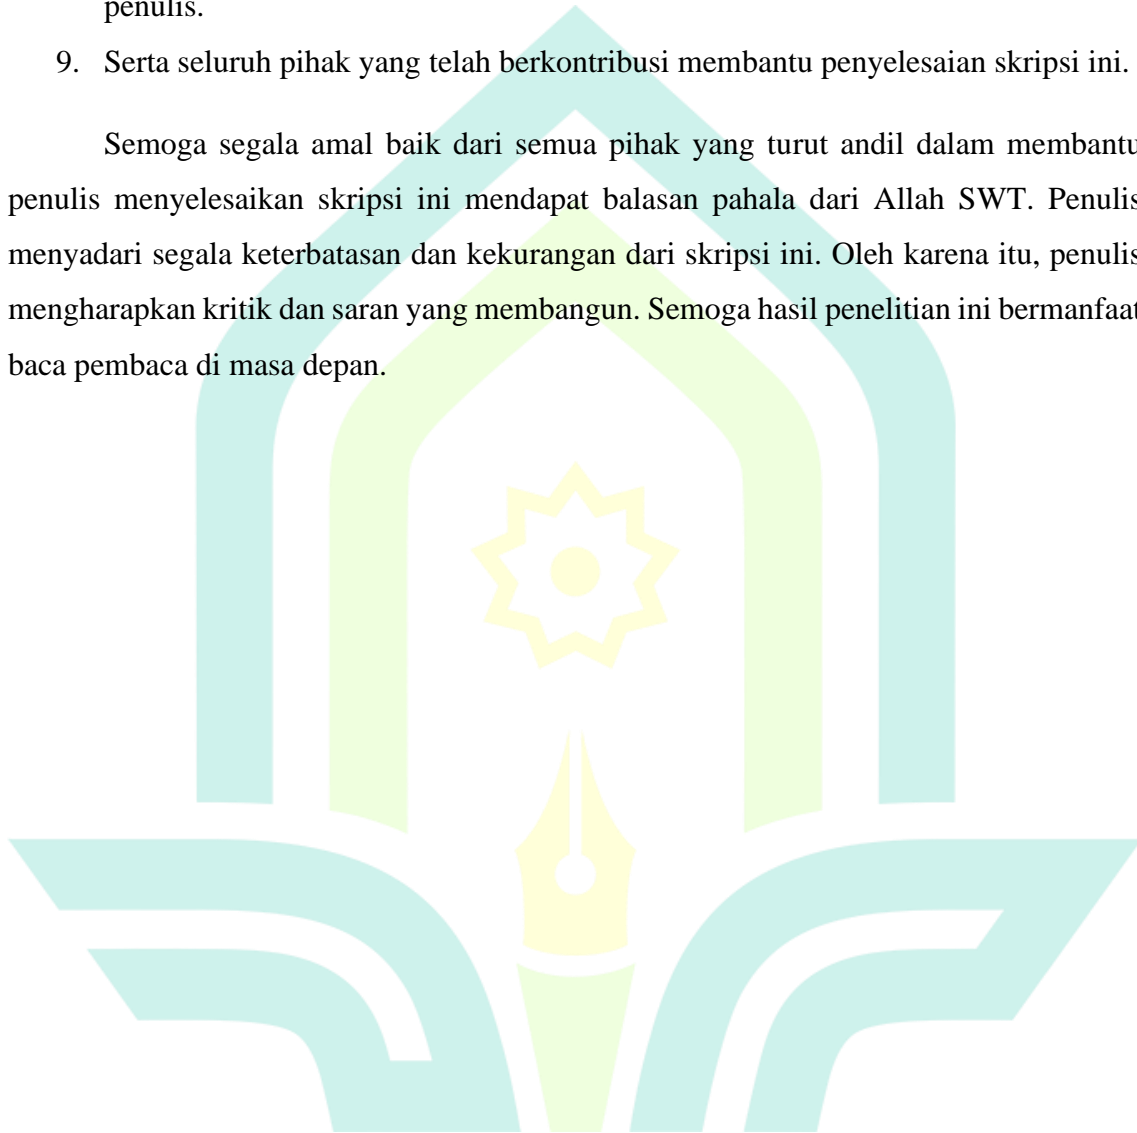 penulis.
9. Serta seluruh pihak yang telah berkontribusi membantu penyelesaian skripsi ini.
Semoga segala amal baik dari semua pihak yang turut andil dalam membantu
penulis menyelesaikan skripsi ini mendapat balasan pahala dari Allah SWT. Penulis
menyadari segala keterbatasan dan kekurangan dari skripsi ini. Oleh karena itu, penulis
mengharapkan kritik dan saran yang membangun. Semoga hasil penelitian ini bermanfaat
baca pembaca di masa depan.